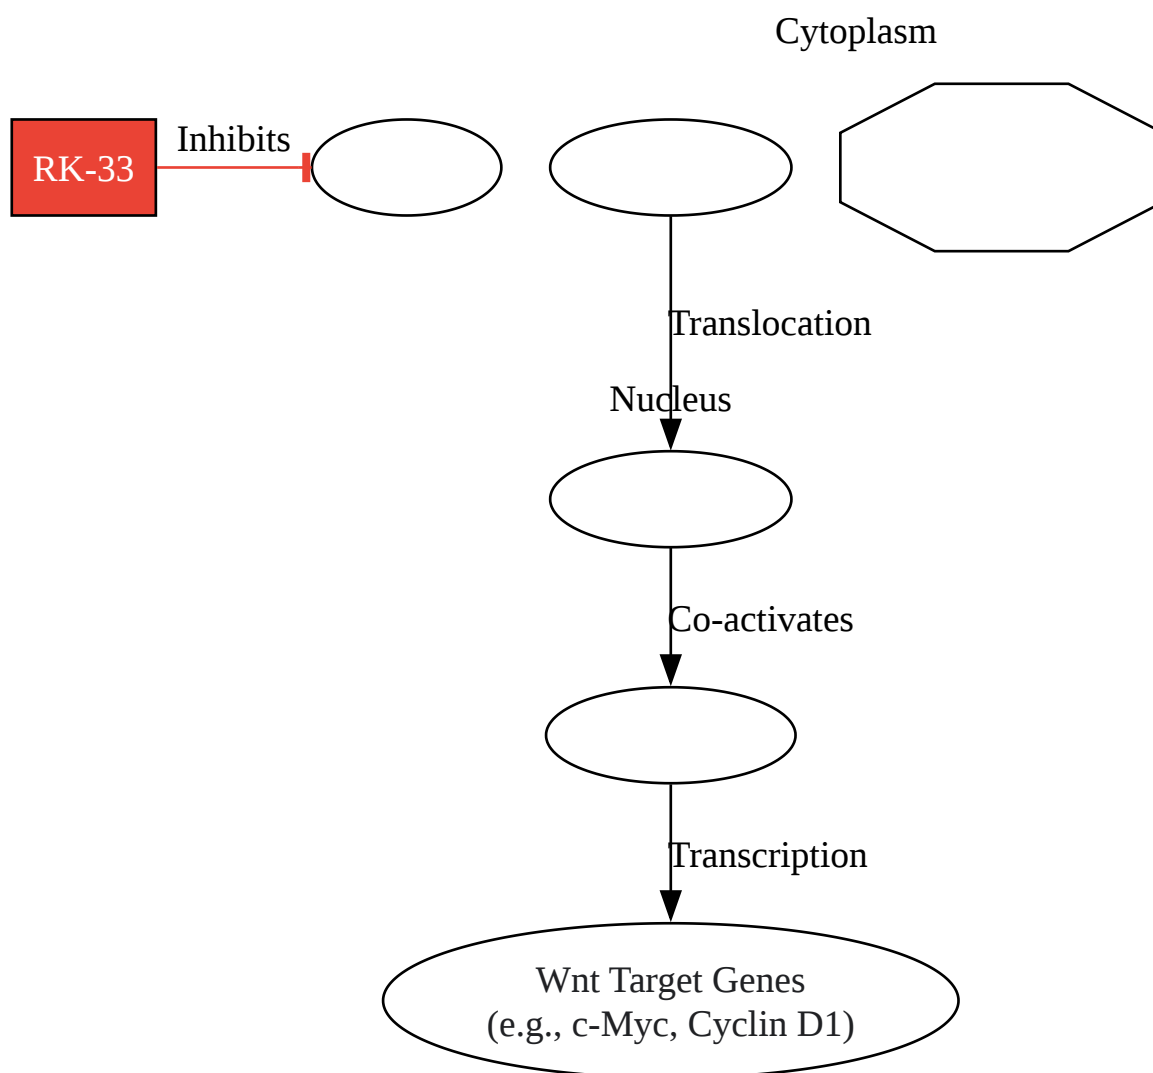 Cytoplasm
Inhibits
RK-33
Translocation
Nucleus
Co-activates
Transcription
Wnt Target Genes
(e.g., c-Myc, Cyclin D1)